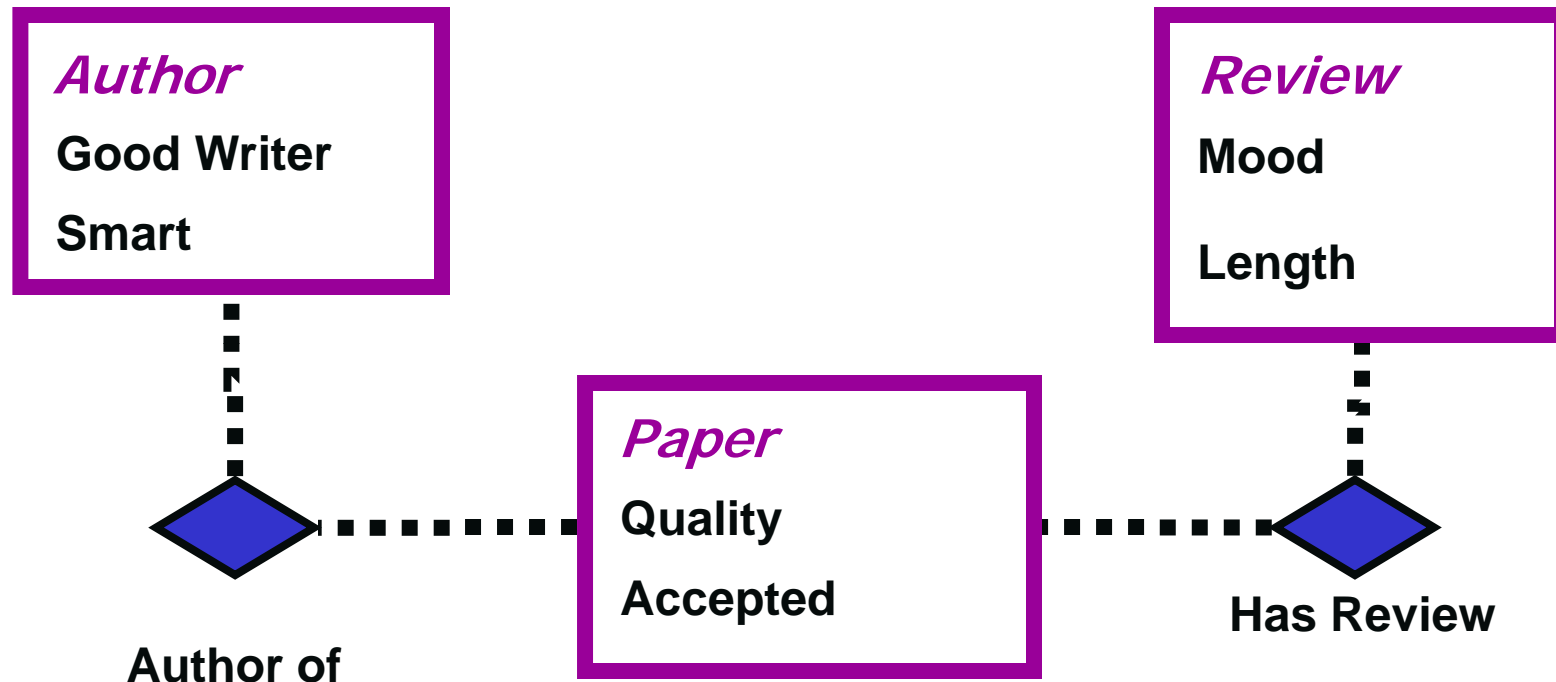 Author
Good Writer
Smart
Review
Mood
Length
Paper
Quality
Accepted
Author of
Has Review